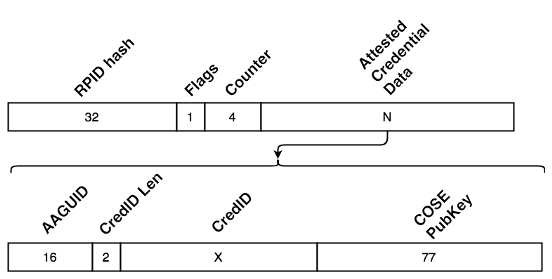 RPID hash
Flags
Counter
Attested
Credential
Data
32
1
4
N
AAGUID
CredID Len
CredID
COSE
PubKey
16
2
X
77